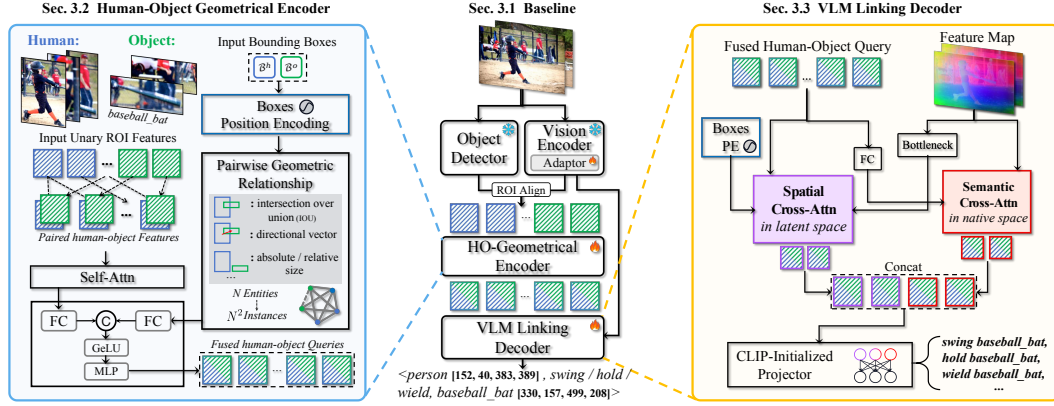 Sec. 3.2 Human-Object Geometrical Encoder
Human:
Object:
baseball_bat
Input Unary ROI Features
...
...
Paired human-object Features
Self-Attn
FC
C
FC
GeLU
MLP
Input Bounding Boxes
ℬʰ
ℬᵒ
Boxes
Position Encoding
Pairwise Geometric
Relationship
: intersection over
union (IOU)
: directional vector
: absolute / relative
size
...
N Entities
N² Instances
Fused human-object Queries
...
Sec. 3.1 Baseline
Object
Detector
Vision
Encoder
Adaptor
ROI Align
...
HO-Geometrical
Encoder
...
VLM Linking
Decoder
<person [152, 40, 383, 389] , swing / hold /
wield, baseball_bat [330, 157, 499, 208]>
Sec. 3.3 VLM Linking Decoder
Fused Human-Object Query
...
Feature Map
Boxes
PE
FC
Bottleneck
Spatial
Cross-Attn
in latent space
Semantic
Cross-Attn
in native space
Concat
CLIP-Initialized
Projector
swing baseball_bat,
hold baseball_bat,
wield baseball_bat,
...